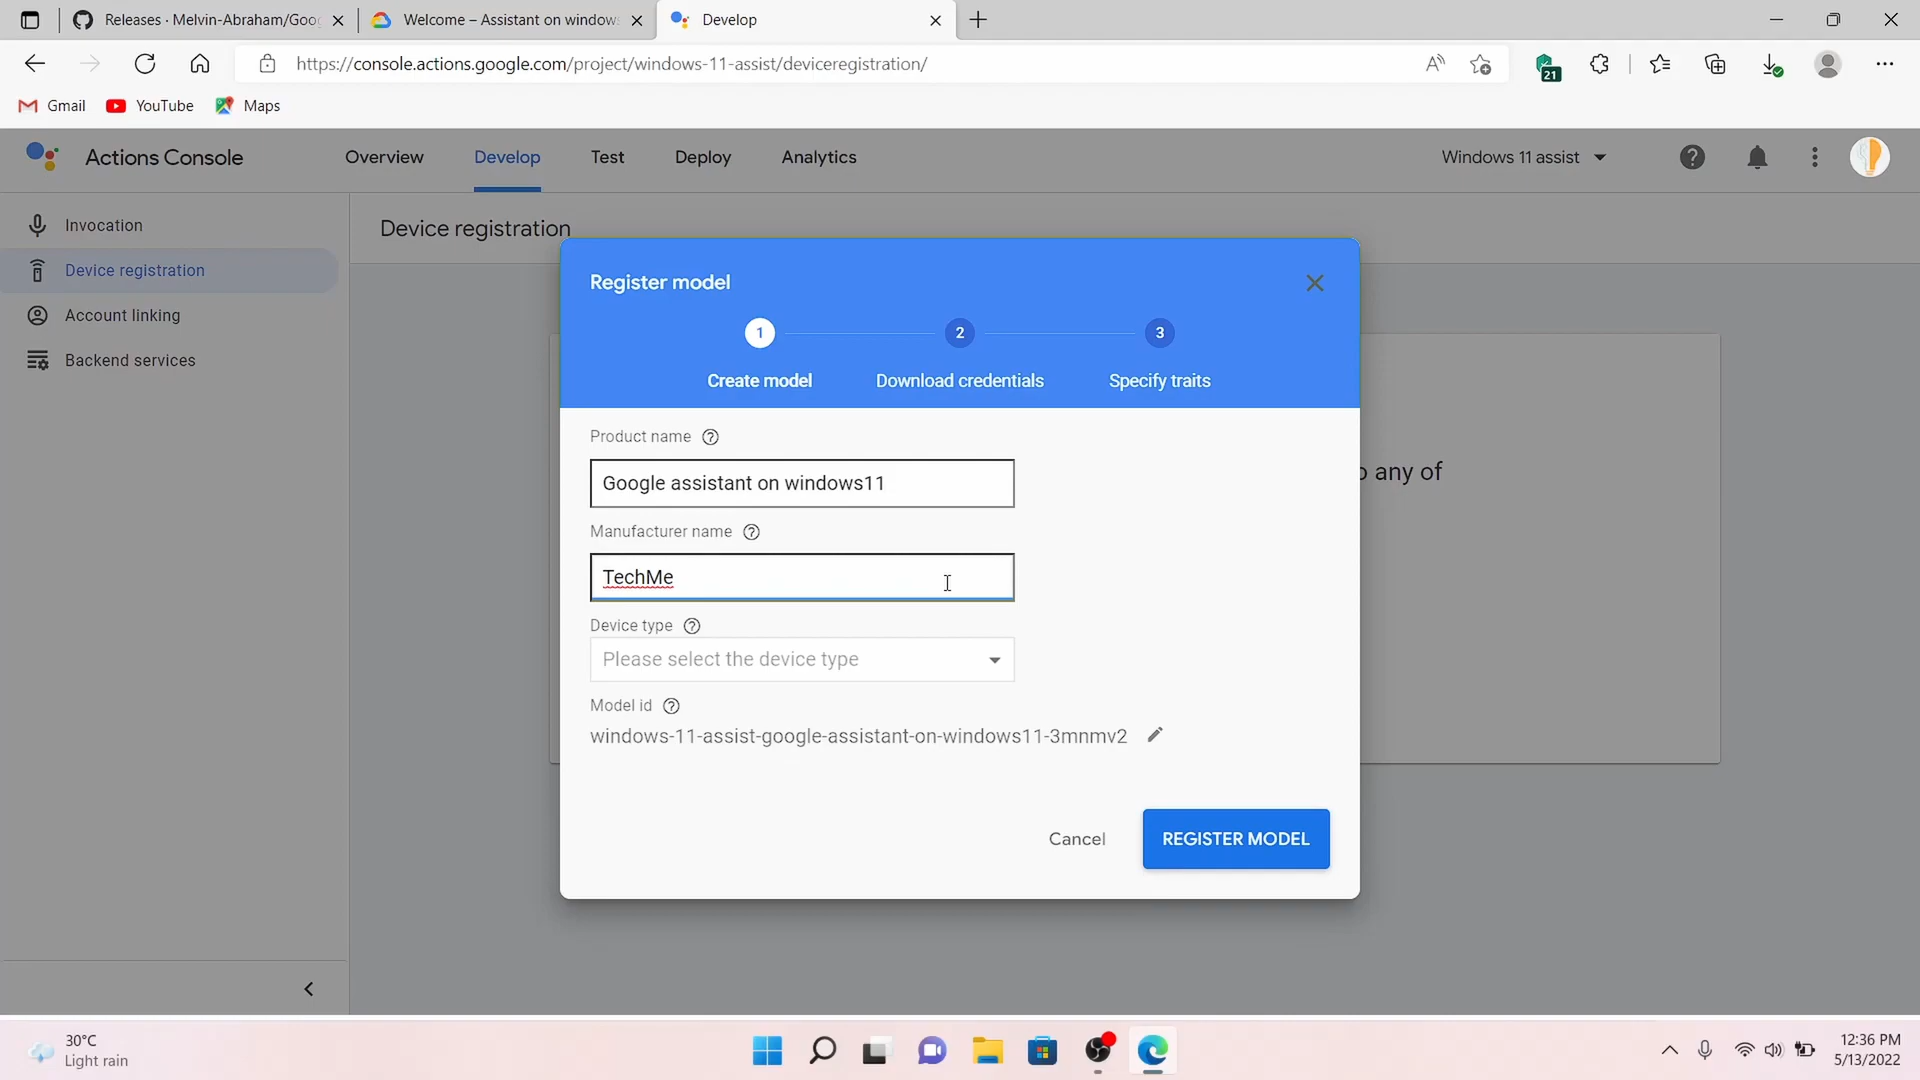 Releases · Melvin-Abraham/Goog
Welcome – Assistant on window
Develop
https://console.actions.google.com/project/windows-11-assist/deviceregistration/
21
Gmail
YouTube
Maps
Actions Console
Overview
Develop
Test
Deploy
Analytics
Windows 11 assist
Invocation
Device registration
Account linking
Backend services
Device registration
o any of
Register model
1
2
3
Create model
Download credentials
Specify traits
Product name
Google assistant on windows11
Manufacturer name
TechMe
Device type
Please select the device type
Model id
windows-11-assist-google-assistant-on-windows11-3mnmv2
Cancel
REGISTER MODEL
30°C
Light rain
12:36 PM
5/13/2022